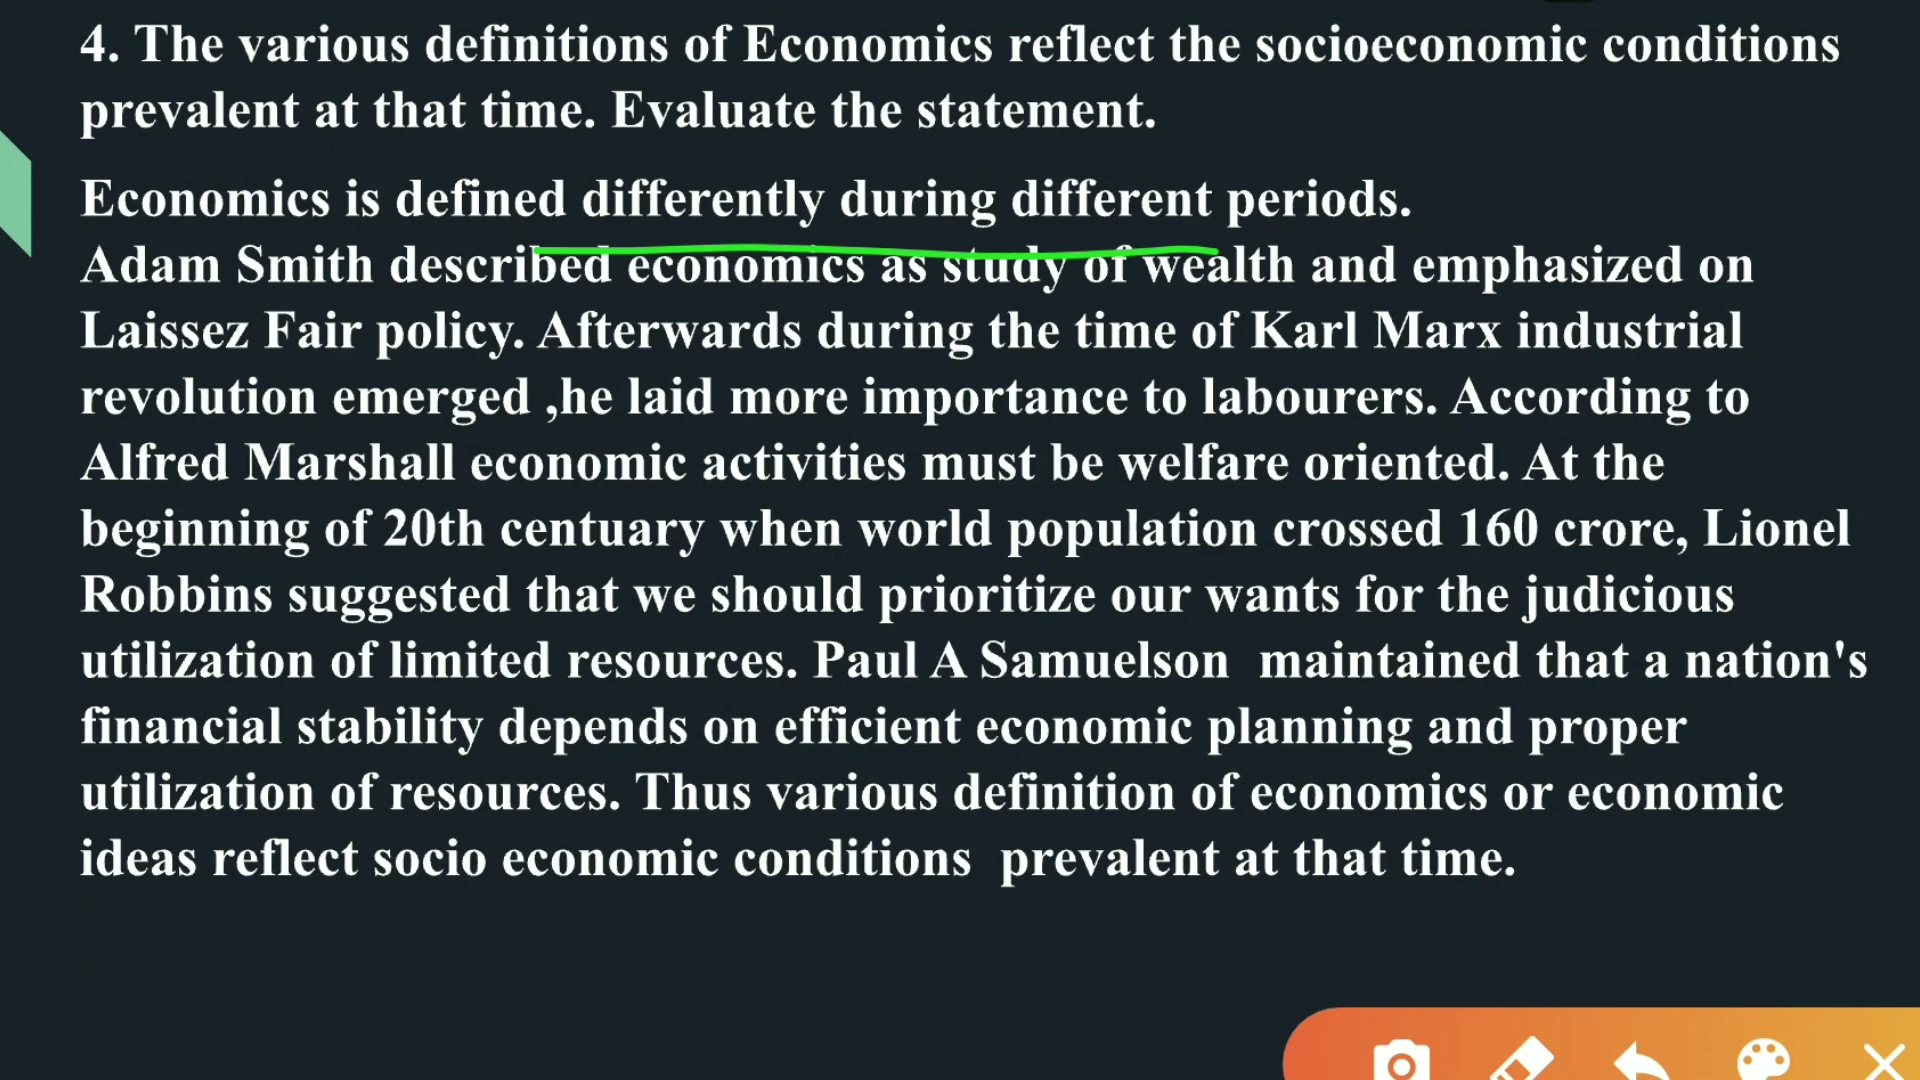 4. The various definitions of Economics reflect the socioeconomic conditions
prevalent at that time. Evaluate the statement.
Economics is defined differently during different periods.
Adam Smith described economics as study of wealth and emphasized on
Laissez Fair policy. Afterwards during the time of Karl Marx industrial
revolution emerged ,he laid more importance to labourers. According to
Alfred Marshall economic activities must be welfare oriented. At the
beginning of 20th centuary when world population crossed 160 crore, Lionel
Robbins suggested that we should prioritize our wants for the judicious
utilization of limited resources. Paul A Samuelson  maintained that a nation's
financial stability depends on efficient economic planning and proper
utilization of resources. Thus various definition of economics or economic
ideas reflect socio economic conditions  prevalent at that time.